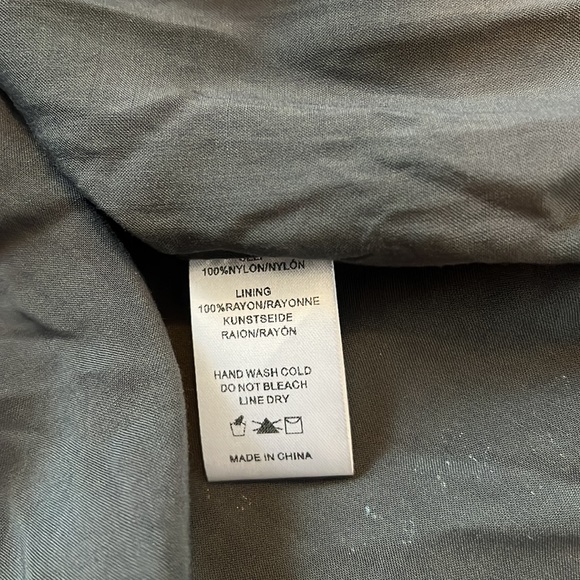 100%NYLON/NYLÓN
LINING
100%RAYON/RAYONNE
KUNSTSEIDE
RAION/RAYÓN
HAND WASH COLD
DO NOT BLEACH
LINE DRY
MADE IN CHINA